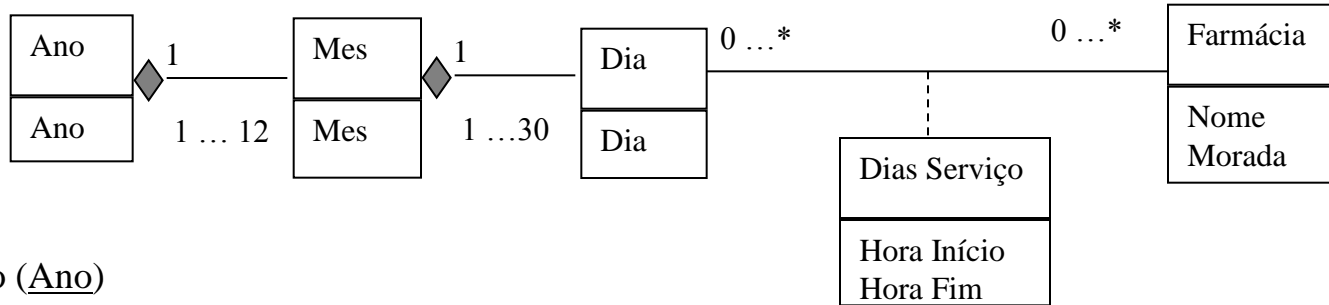 Ano
Ano
1
1 … 12
Mes
Mes
1
1 …30
Dia
Dia
0 …*
0 …*
Dias Serviço
Hora Início
Hora Fim
Farmácia
Nome
Morada
o (Ano)